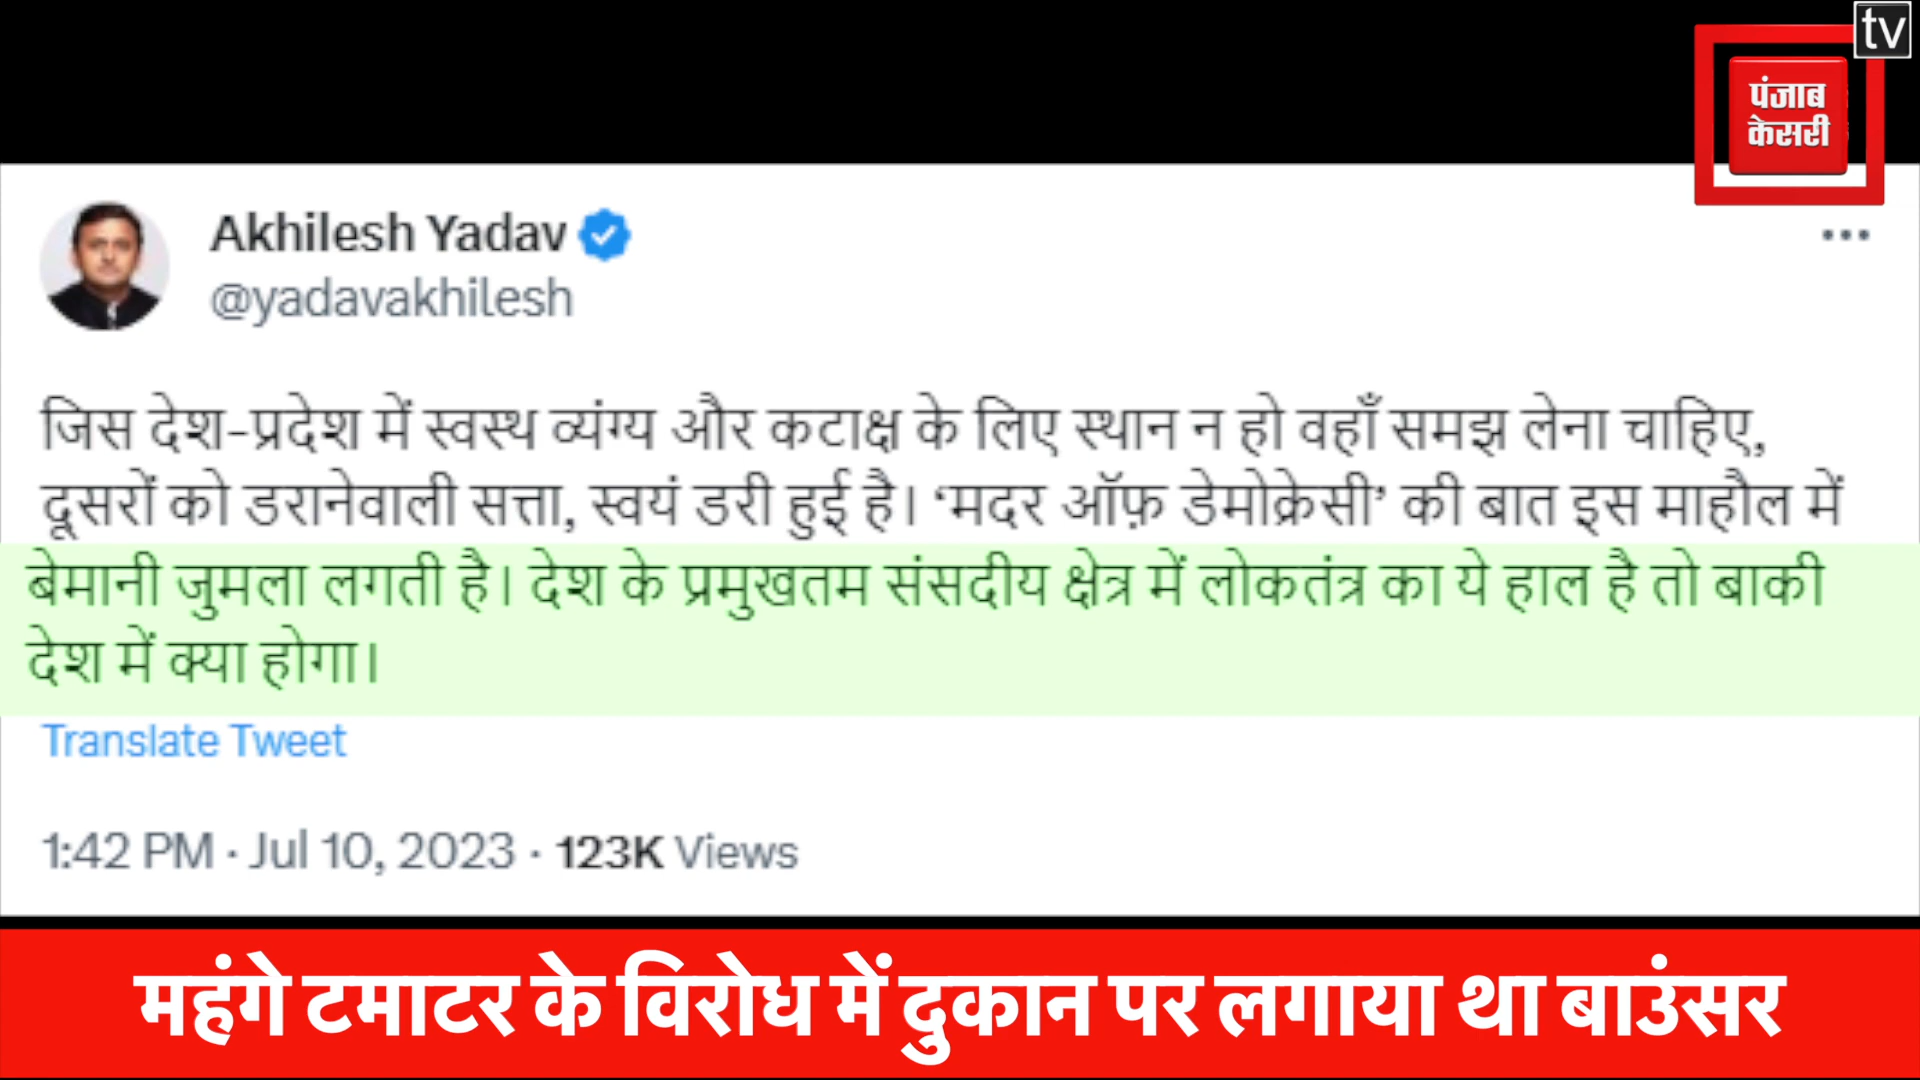 tv
पंजाब
केसरी
Akhilesh Yadav
@yadavakhilesh
जिस देश-प्रदेश में स्वस्थ व्यंग्य और कटाक्ष के लिए स्थान न हो वहाँ समझ लेना चाहिए,
दूसरों को डरानेवाली सत्ता, स्वयं डरी हुई है। ‘मदर ऑफ़ डेमोक्रेसी’ की बात इस माहौल में
बेमानी जुमला लगती है। देश के प्रमुखतम संसदीय क्षेत्र में लोकतंत्र का ये हाल है तो बाकी
देश में क्या होगा।
Translate Tweet
1:42 PM · Jul 10, 2023 · 123K Views
महंगे टमाटर के विरोध में दुकान पर लगाया था बाउंसर